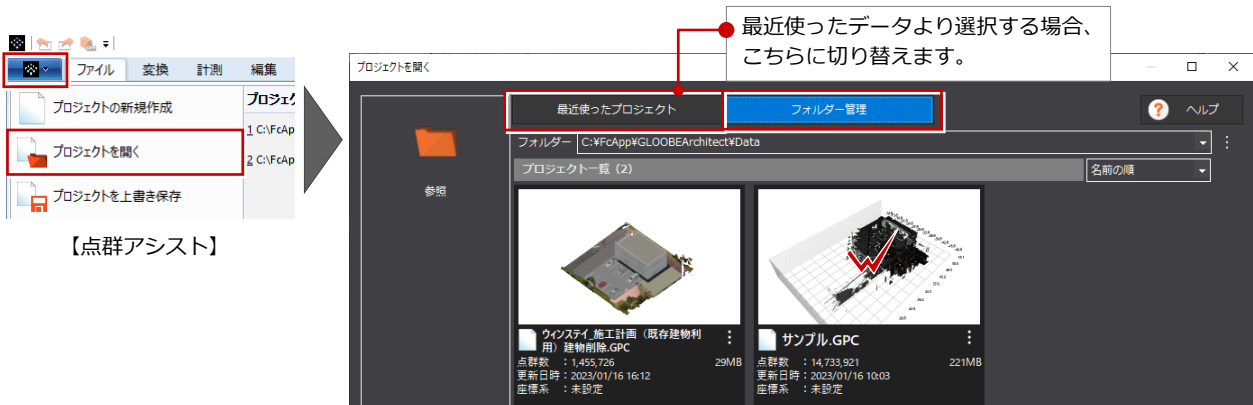 最近使ったデータより選択する場合、
こちらに切り替えます。
ファイル 変換 計測 編集
プロジェクトの新規作成
プロジェクトを開く
プロジェクトを上書き保存
プロジェク
1 C:\FcAp
2 C:\FcAp
【点群アシスト】
プロジェクトを開く
参照
最近使ったプロジェクト フォルダー管理
? ヘルプ
フォルダー C:¥FcApp¥GLOOBEArchitect¥Data
プロジェクト一覧（2）
名前の順
ウィンステイ_施工計画（既存建物利
用）建物削除.GPC
点群数 ：1,455,726 29MB
更新日時：2023/01/16 16:12
座標系 ：未設定
サンプル.GPC
点群数 ：14,733,921 221MB
更新日時：2023/01/16 10:03
座標系 ：未設定